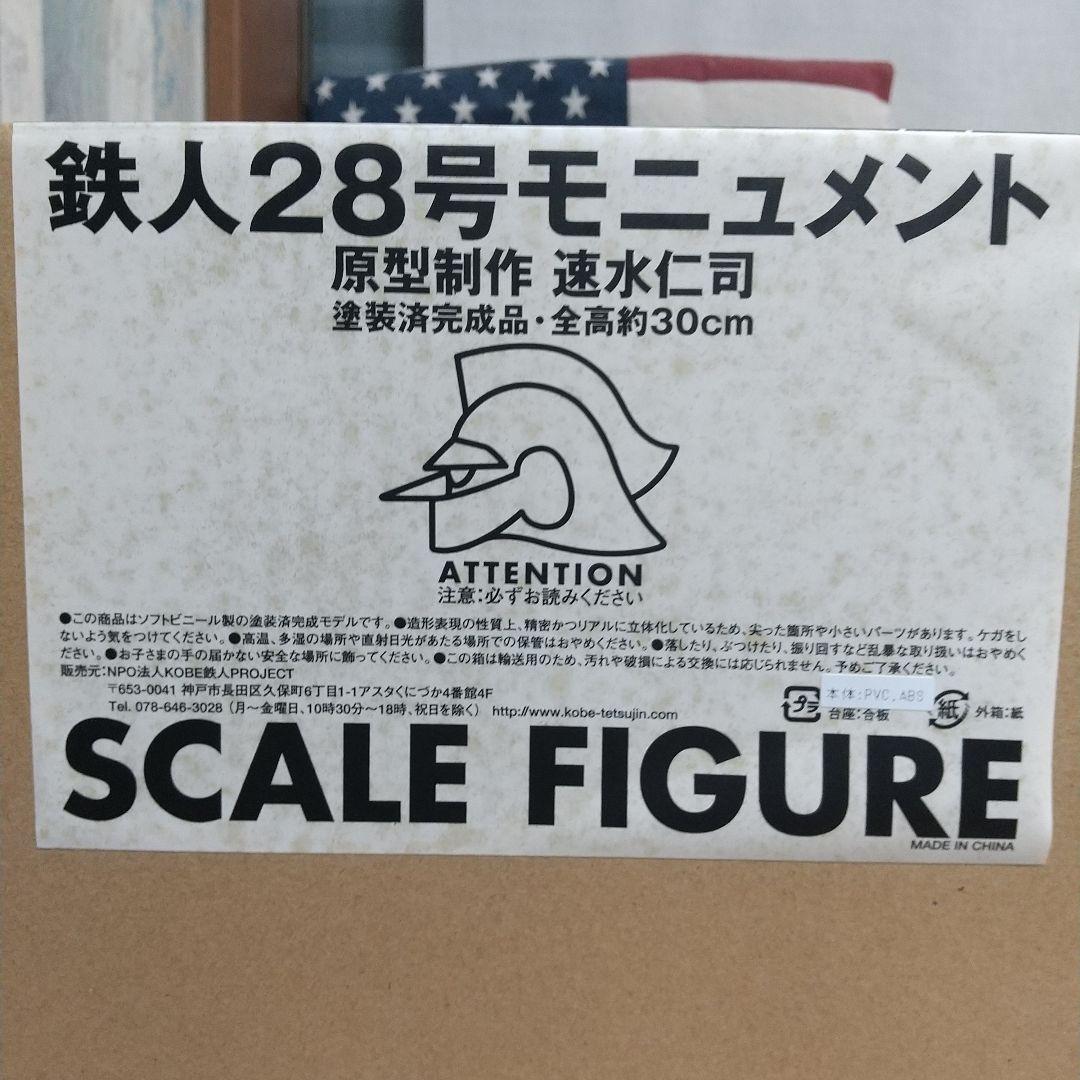 鉄人28号モニュメント
原型制作 速水仁司
塗装済完成品・全高約30cm
ATTENTION
注意:必ずお読みください
●この商品はソフトビニール製の塗装済完成モデルです。●造形表現の性質上、精密かつリアルに立体化しているため、尖った箇所や小さいパーツがあります。ケガをし
ないよう気をつけてください。●高温、多湿の場所や直射日光があたる場所での保管はおやめください。●落したり、ぶつけたり、振り回すなど乱暴な取り扱いはおやめく
ださい。●お子さまの手の届かない安全な場所に飾ってください。●この箱は輸送用のため、汚れや破損による交換には応じられません。予めご了承ください。
販売元:NPO法人KOBE鉄人PROJECT
〒653-0041 神戸市長田区久保町6丁目1-1アスタくにづか4番館4F
Tel. 078-646-3028(月〜金曜日、10時30分〜18時、祝日を除く) http://www.kobe-tetsujin.com
プラ 本体:PVC, ABS
台座:合板
紙 外箱:紙
SCALE FIGURE
MADE IN CHINA